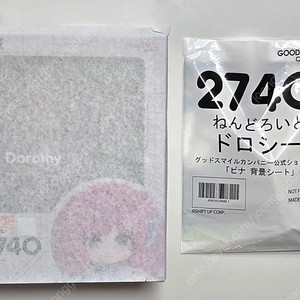 Dorothy
2740
GOOD
2740
ねんどろいど
ドロシー
グッドスマイルカンパニー公式ショ
「ピナ 背景シート」
©SHIFT UP CORP.
NOT F
MADE